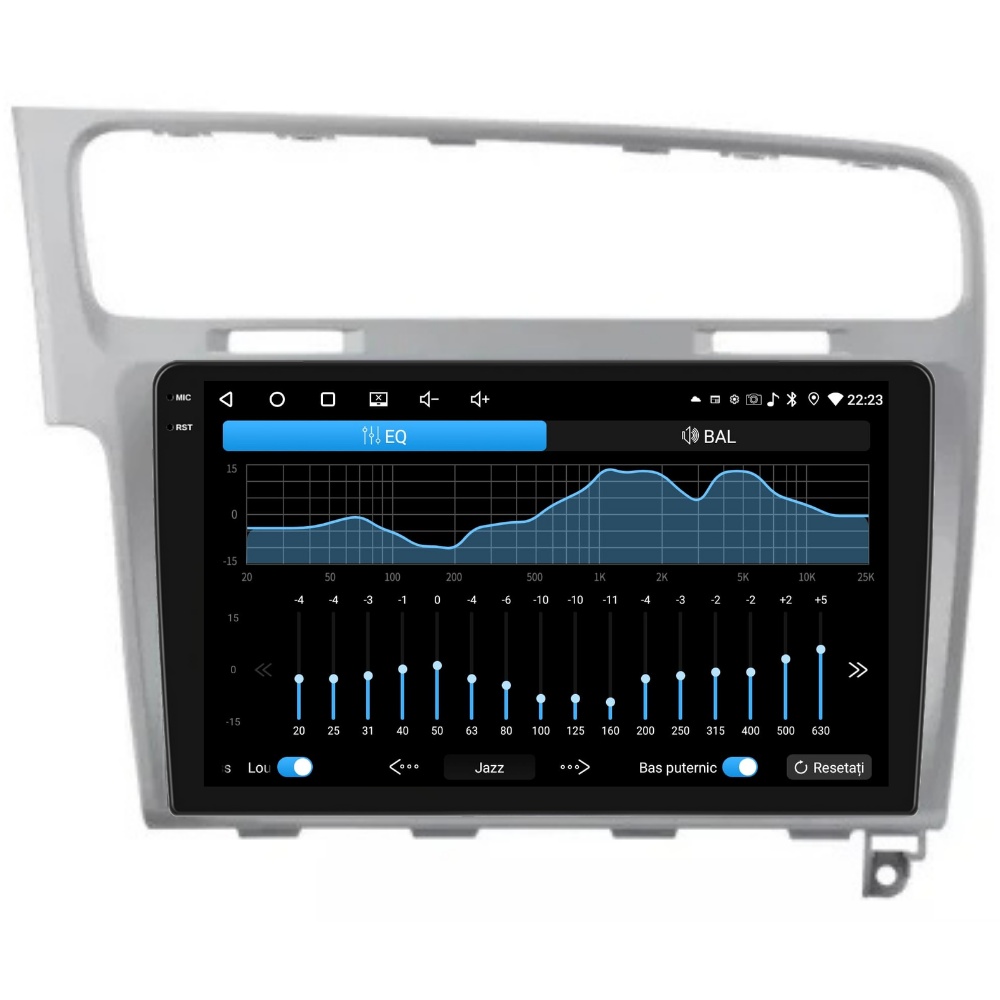 MIC
22:23
RST
EQ
BAL
15
0
-15
20 50 100 200 500 1K 2K 5K 10K 25K
-4 -4 -3 -1 0 -4 -6 -10 -10 -11 -4 -3 -2 -2 +2 +5
15
0
-15
20 25 31 40 50 63 80 100 125 160 200 250 315 400 500 630
s Lou Jazz Bas puternic Resetați